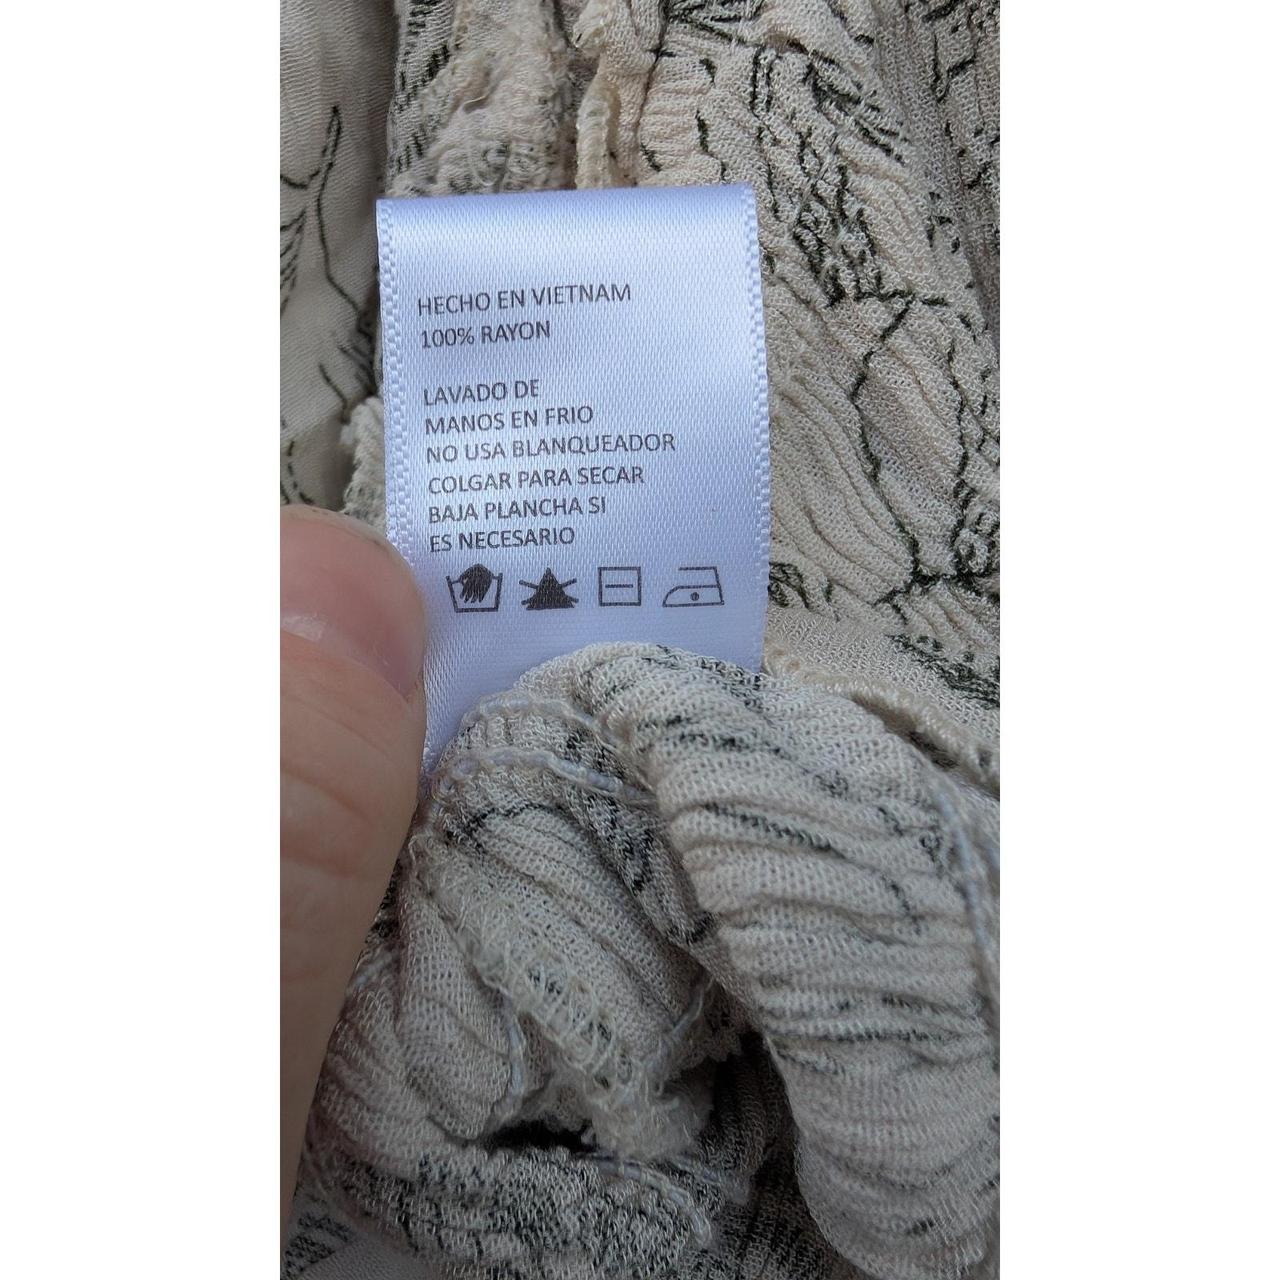 HECHO EN VIETNAM
100% RAYON
LAVADO DE
MANOS EN FRIO
NO USA BLANQUEADOR
COLGAR PARA SECAR
BAJA PLANCHA SI
ES NECESARIO